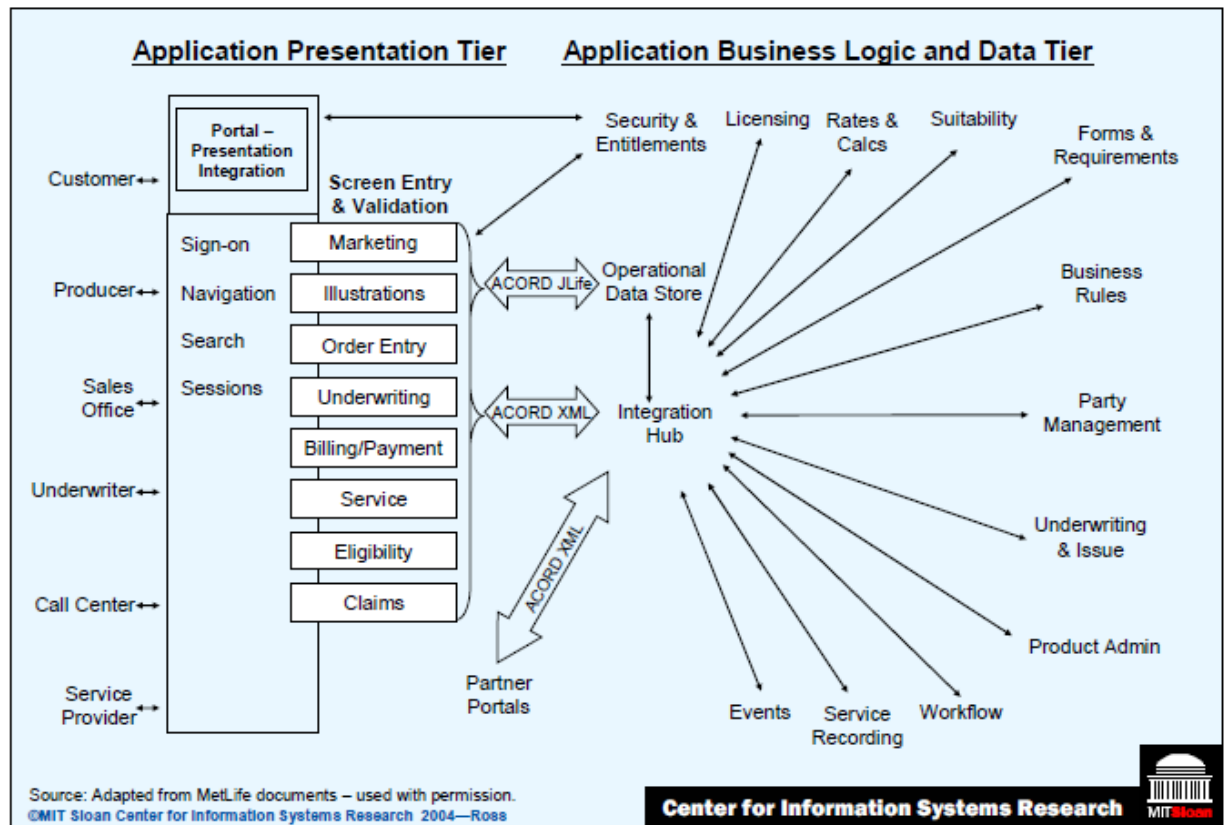 Application Presentation Tier
Application Business Logic and Data Tier
Portal –
Presentation
Integration
Security &
Entitlements
Licensing
Rates &
Calcs
Suitability
Forms &
Requirements
Customer
Screen Entry
& Validation
Sign-on
Marketing
Producer
Navigation
Illustrations
ACORD JLife
Operational
Data Store
Business
Rules
Search
Order Entry
Sales
Office
Sessions
Underwriting
ACORD XML
Integration
Hub
Party
Management
Billing/Payment
Underwriter
Service
Underwriting
& Issue
Eligibility
ACORD XML
Call Center
Claims
Product Admin
Service
Provider
Partner
Portals
Events
Service
Recording
Workflow
Source: Adapted from MetLife documents – used with permission.
©MIT Sloan Center for Information Systems Research 2004—Ross
Center for Information Systems Research
MITSloan